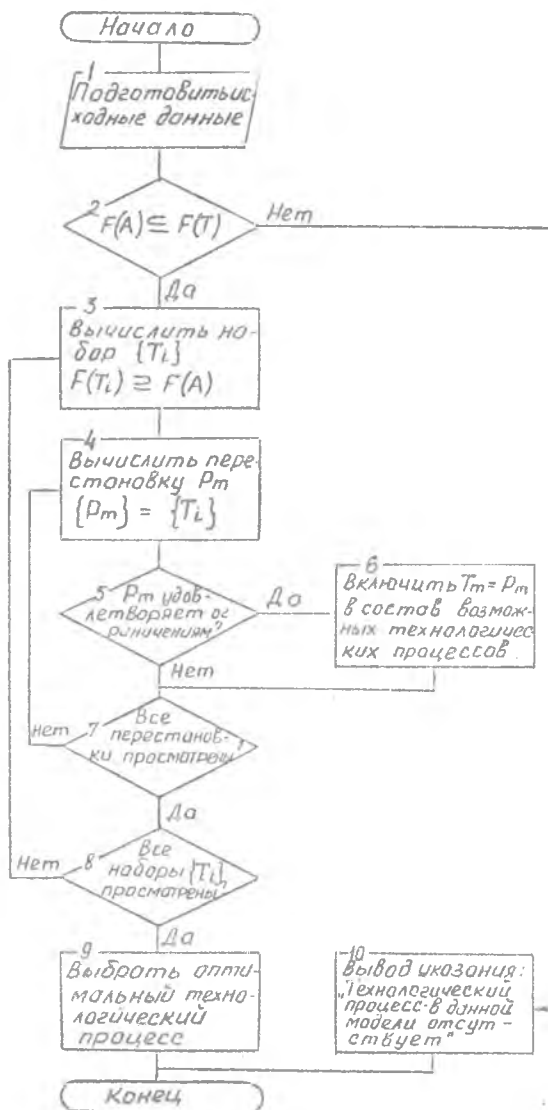 Начало
1
Подготовить ис-
ходные данные
2 F(A) ⊆ F(T)
Нет
Да
3
Вычислить на-
бор {Ti}
F(Ti) ⊇ F(A)
4
Вычислить пере-
становку Pm
{Pm} = {Ti}
5 Pm удов-
летворяет ог
раничениям?
Да
6
Включить Tm = Pm
в состав возмож-
ных технологичес-
ких процессов.
Нет
7 Все
перестанов-
ки просмотрены?
Нет
Да
8 Все
наборы {Ti}
просмотрены?
Нет
Да
9
Выбрать опти-
мальный техно-
логический
процесс
10
Вывод указания:
„Технологический
процесс в данной
модели отсут-
ствует"
Конец